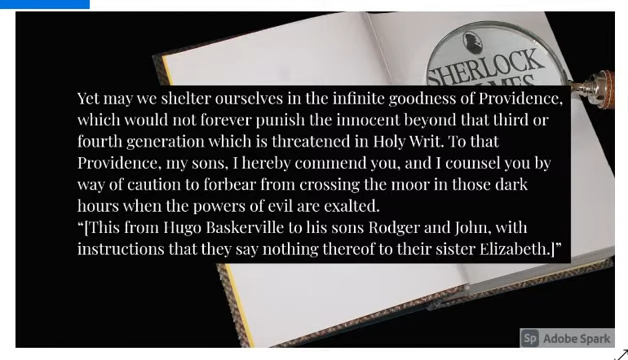 SHERLOCK
Yet may we shelter ourselves in the infinite goodness of Providence,
which would not forever punish the innocent beyond that third or
fourth generation which is threatened in Holy Writ. To that
Providence, my sons, I hereby commend you, and I counsel you by
way of caution to forbear from crossing the moor in those dark
hours when the powers of evil are exalted.
“[This from Hugo Baskerville to his sons Rodger and John, with
instructions that they say nothing thereof to their sister Elizabeth.]”
Sp Adobe Spark